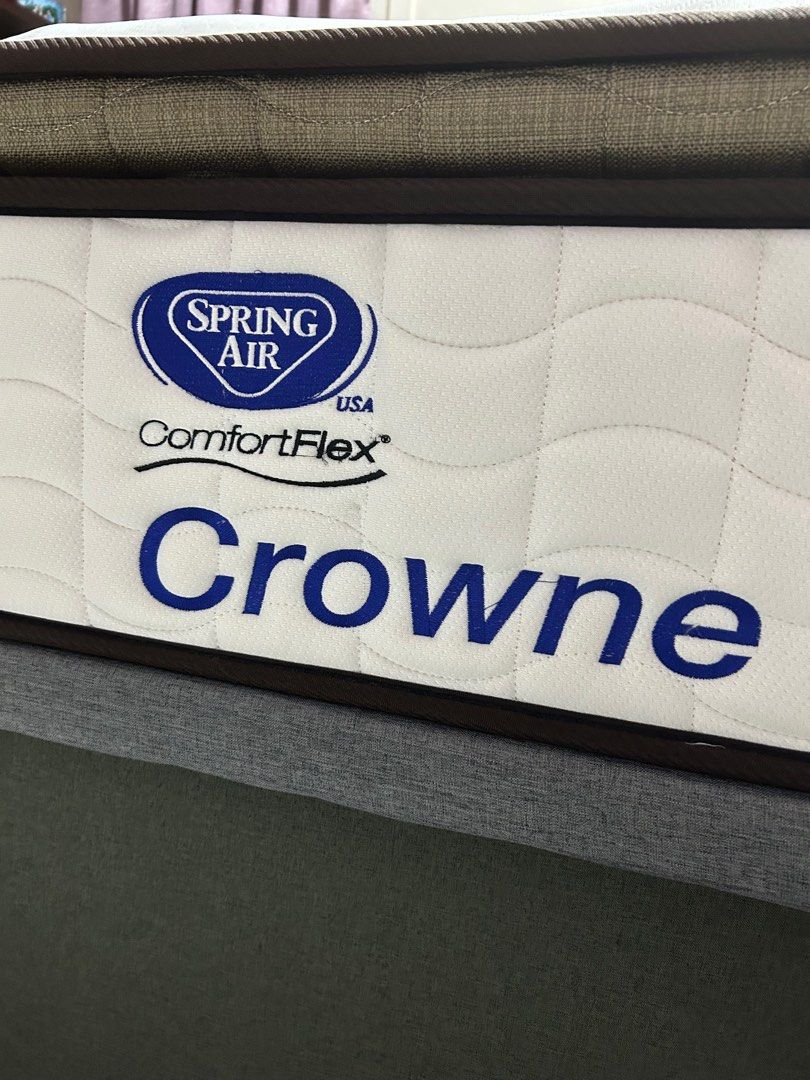 SPRING
AIR
USA
ComfortFlex®
Crowne